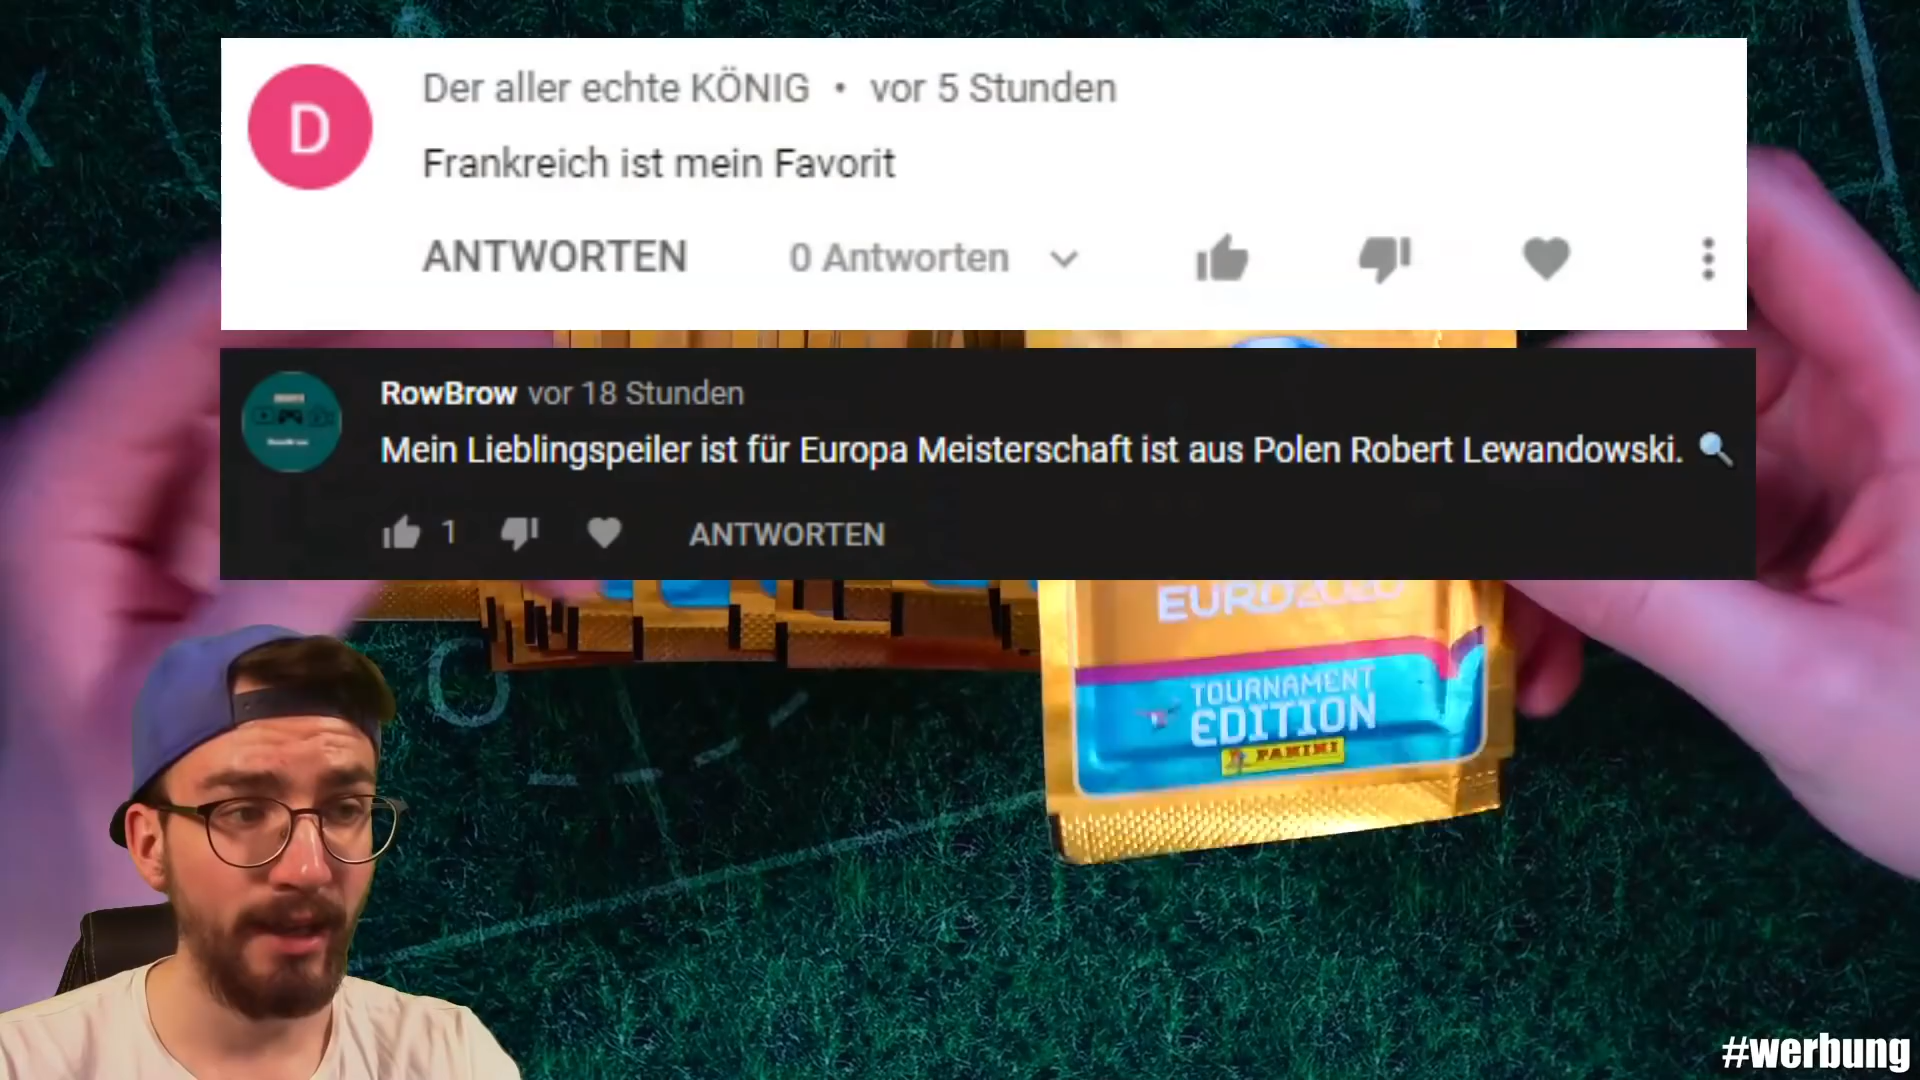 D
Der aller echte KÖNIG • vor 5 Stunden
Frankreich ist mein Favorit
ANTWORTEN 0 Antworten
RowBrow vor 18 Stunden
Mein Lieblingspeiler ist für Europa Meisterschaft ist aus Polen Robert Lewandowski. 🔍
1 ANTWORTEN
EURO2020
TOURNAMENT
EDITION
PANINI
#werbung